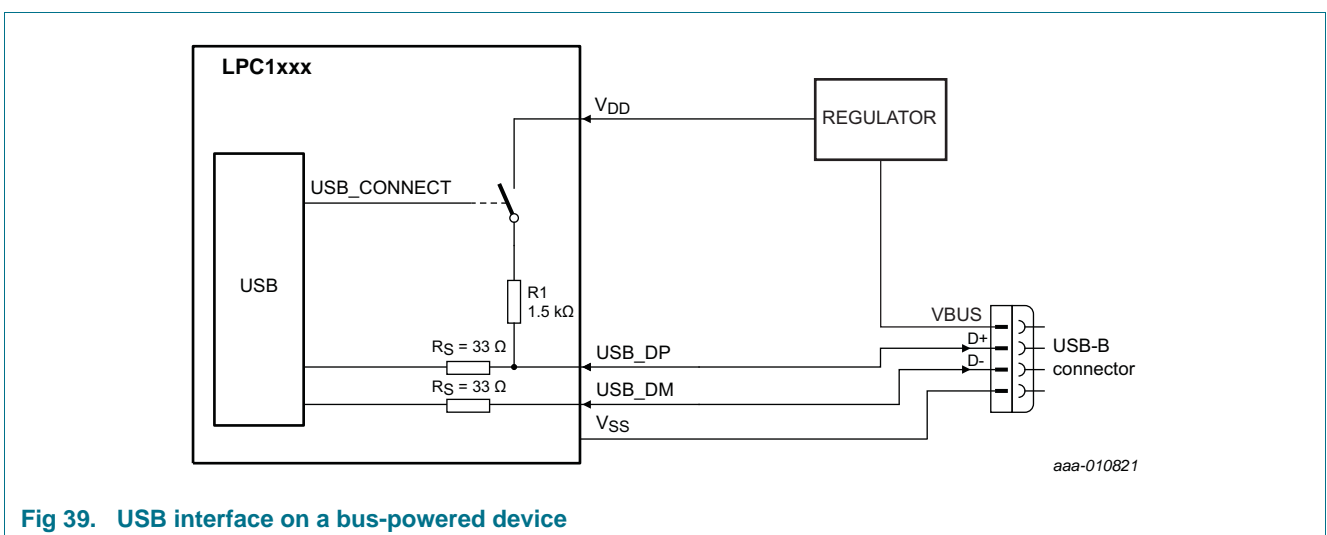 LPC1xxx
VDD
REGULATOR
USB_CONNECT
USB
R1
1.5 kΩ
VBUS
D+
USB-B
RS = 33 Ω
USB_DP
D-
connector
RS = 33 Ω
USB_DM
VSS
aaa-010821
Fig 39. USB interface on a bus-powered device